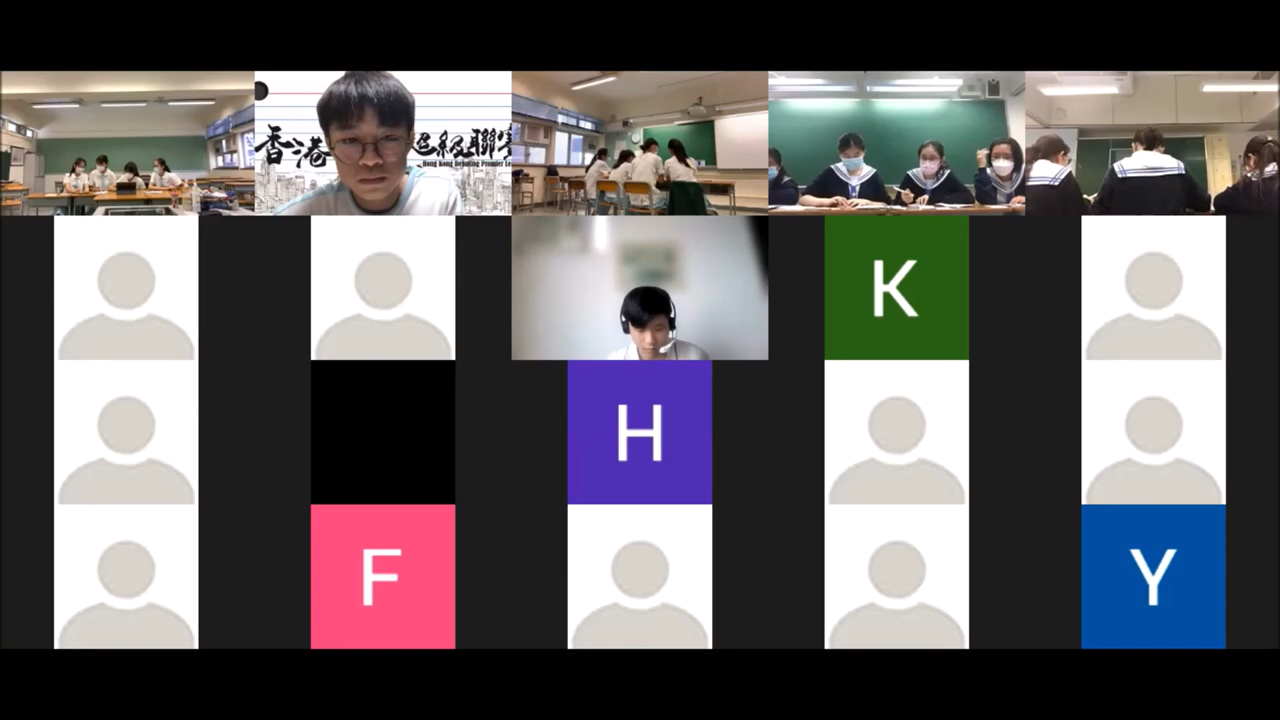 香港 超級聯
Hong Kong Debating Premier
K
H
F
Y